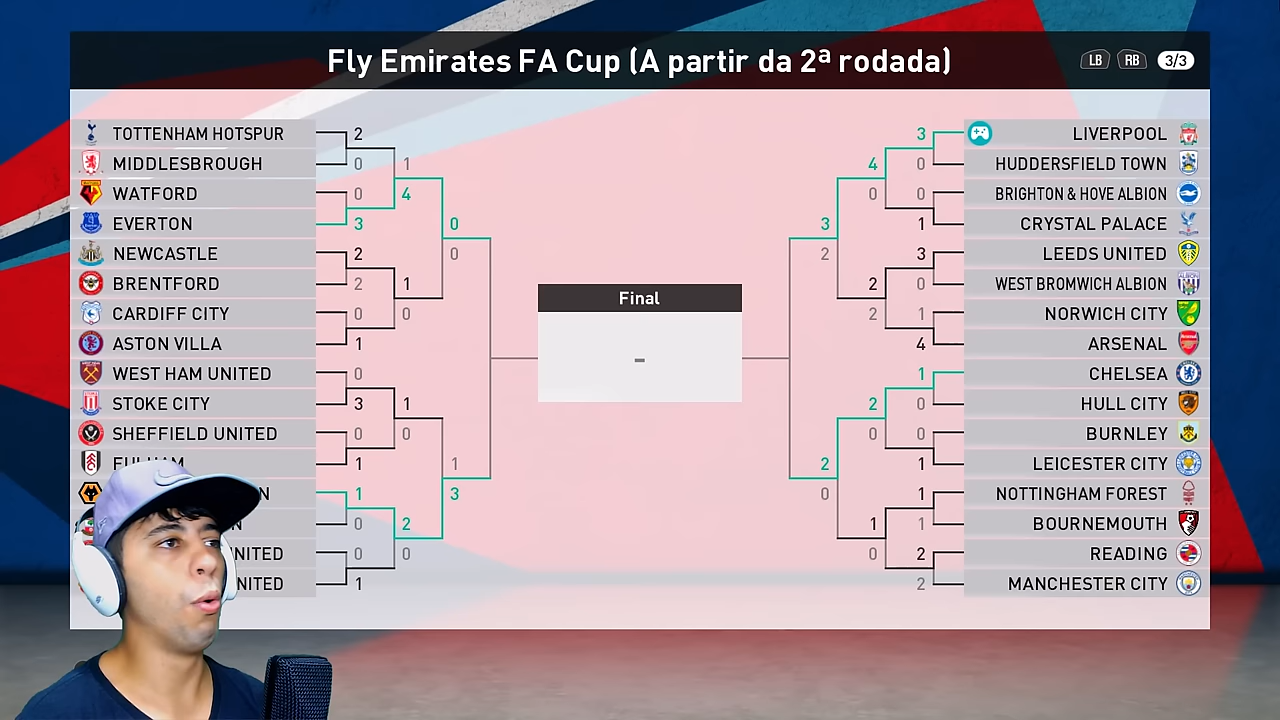 Fly Emirates FA Cup (A partir da 2ª rodada)
LB RB 3/3
TOTTENHAM HOTSPUR 2
MIDDLESBROUGH 0
1
WATFORD 0
4
EVERTON 3
0
NEWCASTLE 2
0
BRENTFORD 2
1
CARDIFF CITY 0
0
ASTON VILLA 1
WEST HAM UNITED 0
STOKE CITY 3
1
SHEFFIELD UNITED 0
0
FULHAM 1
1
1
3
0
2
UNITED 0
0
UNITED 1
Final
-
3 LIVERPOOL
4
0 HUDDERSFIELD TOWN
0
0 BRIGHTON & HOVE ALBION
3
1 CRYSTAL PALACE
2
3 LEEDS UNITED
2
0 WEST BROMWICH ALBION
2
1 NORWICH CITY
4 ARSENAL
1 CHELSEA
2
0 HULL CITY
0
0 BURNLEY
2
1 LEICESTER CITY
0
1 NOTTINGHAM FOREST
1
1 BOURNEMOUTH
0
2 READING
2 MANCHESTER CITY